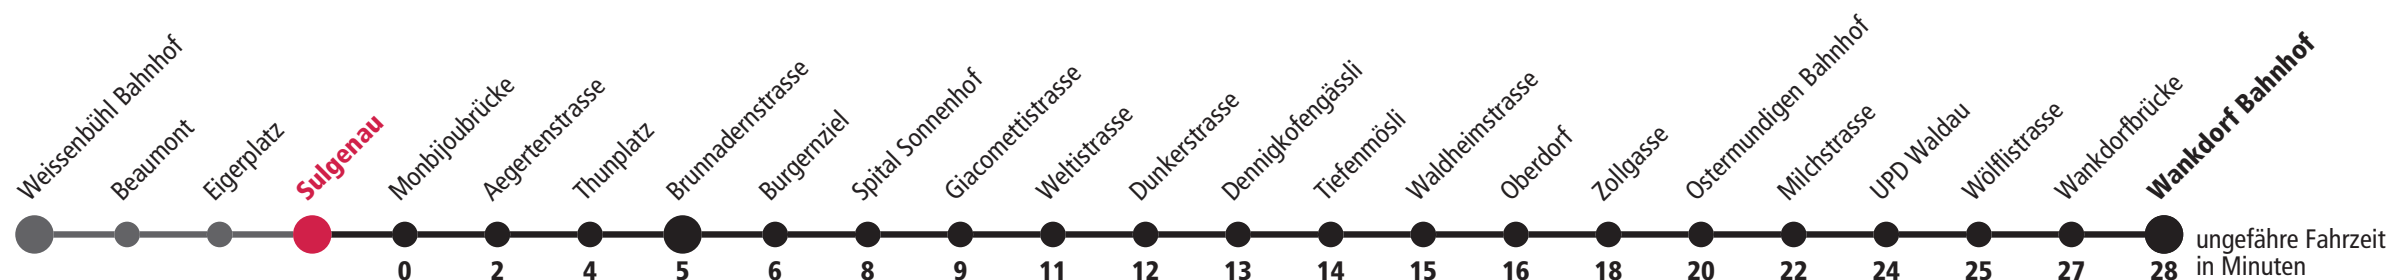 Weissenbühl Bahnhof
Beaumont
Eigerplatz
Sulgenau
Monbijoubrücke
Aegertenstrasse
Thunplatz
Brunnadernstrasse
Burgernziel
Spital Sonnenhof
Giacomettistrasse
Weltistrasse
Dunkerstrasse
Dennigkofengässli
Tiefenmösli
Waldheimstrasse
Oberdorf
Zollgasse
Ostermundigen Bahnhof
Milchstrasse
UPD Waldau
Wölflistrasse
Wankdorfbrücke
Wankdorf Bahnhof
0 2 4 5 6 8 9 11 12 13 14 15 16 18 20 22 24 25 27 28
ungefähre Fahrzeit
in Minuten